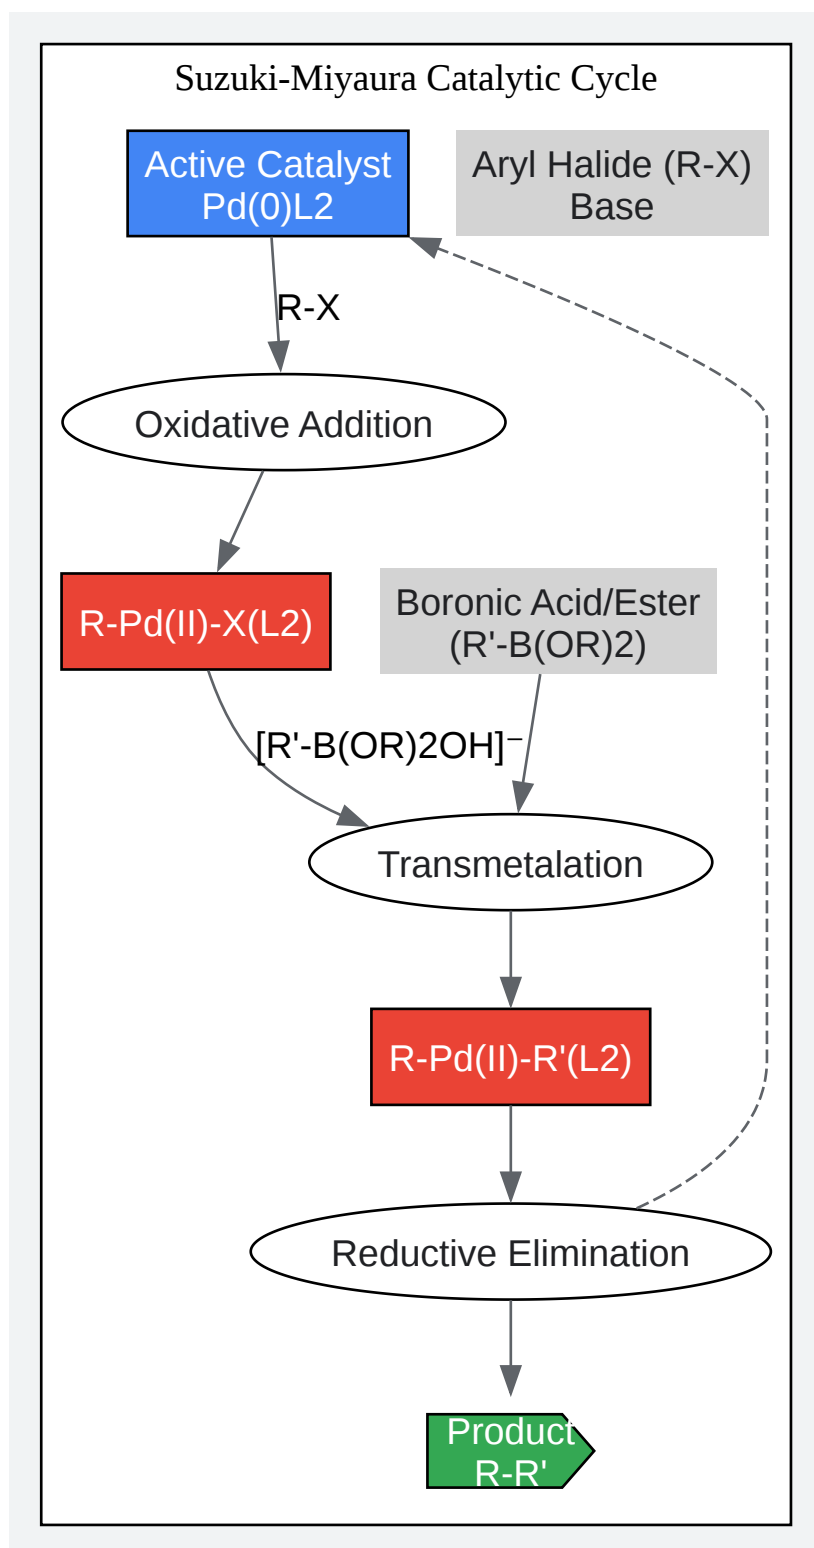 Suzuki-Miyaura Catalytic Cycle
Active Catalyst
Pd(0)L2
Aryl Halide (R-X)
Base
R-X
Oxidative Addition
R-Pd(II)-X(L2)
Boronic Acid/Ester
(R'-B(OR)2)
[R'-B(OR)2OH]⁻
Transmetalation
R-Pd(II)-R'(L2)
Reductive Elimination
Product
R-R'